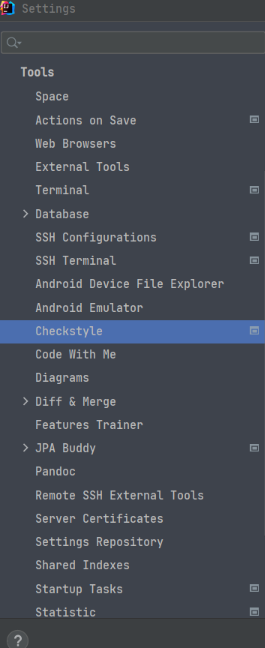 Settings
Tools
Space
Actions on Save
Web Browsers
External Tools
Terminal
Database
SSH Configurations
SSH Terminal
Android Device File Explorer
Android Emulator
Checkstyle
Code With Me
Diagrams
Diff & Merge
Features Trainer
JPA Buddy
Pandoc
Remote SSH External Tools
Server Certificates
Settings Repository
Shared Indexes
Startup Tasks
Statistic
?